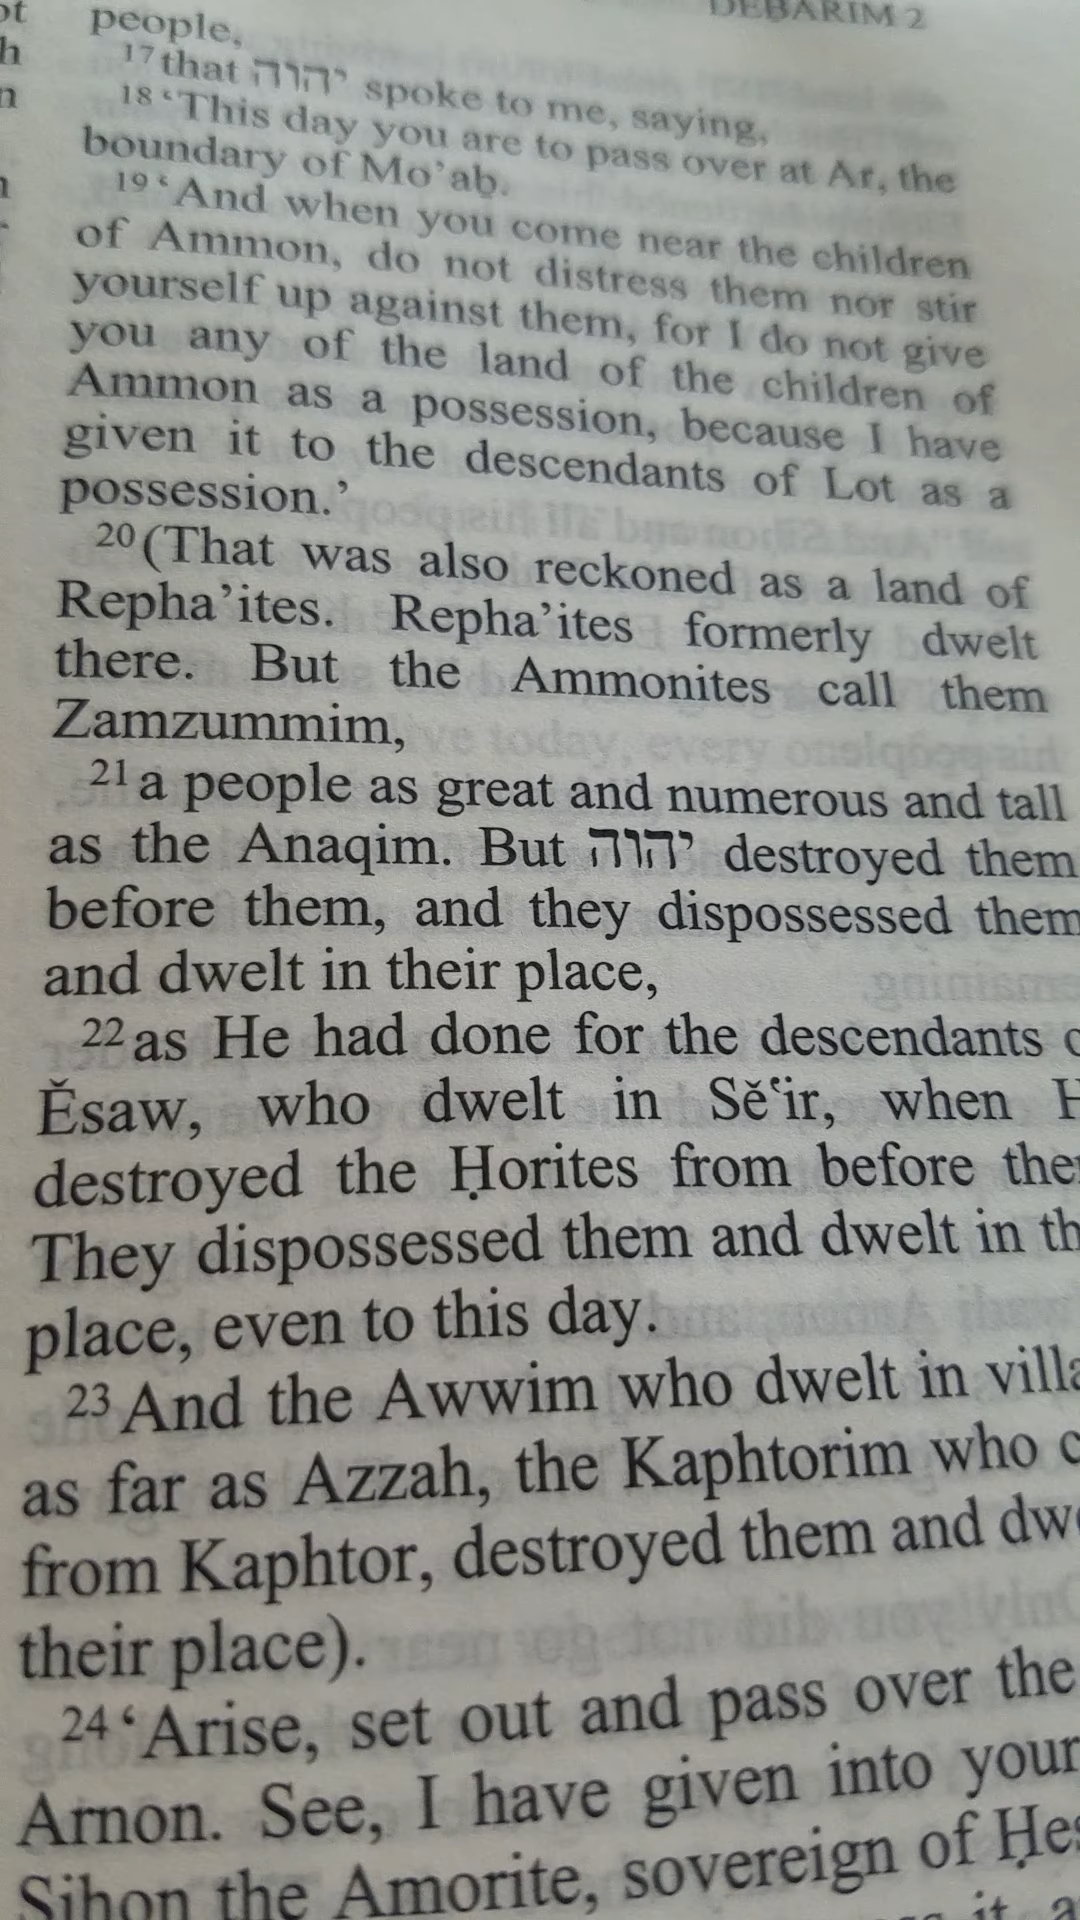 DEBARIM 2
people,
17 that יהוה spoke to me, saying,
18 ‘This day you are to pass over at Ar, the
boundary of Mo’aḇ.
19 ‘And when you come near the children
of Ammon, do not distress them nor stir
yourself up against them, for I do not give
you any of the land of the children of
Ammon as a possession, because I have
given it to the descendants of Lot as a
possession.’
20 (That was also reckoned as a land of
Repha’ites. Repha’ites formerly dwelt
there. But the Ammonites call them
Zamzummim,
21 a people as great and numerous and tall
as the Anaqim. But יהוה destroyed them
before them, and they dispossessed them
and dwelt in their place,
22 as He had done for the descendants
Ěsaw, who dwelt in Sě‛ir, when
destroyed the Ḥorites from before
They dispossessed them and dwelt in
place, even to this day.
23 And the Awwim who dwelt in
as far as Azzah, the Kaphtorim who
from Kaphtor, destroyed them and
their place).
24 ‘Arise, set out and pass over the
Arnon. See, I have given into your
Siḥon the Amorite, sovereign of
it,